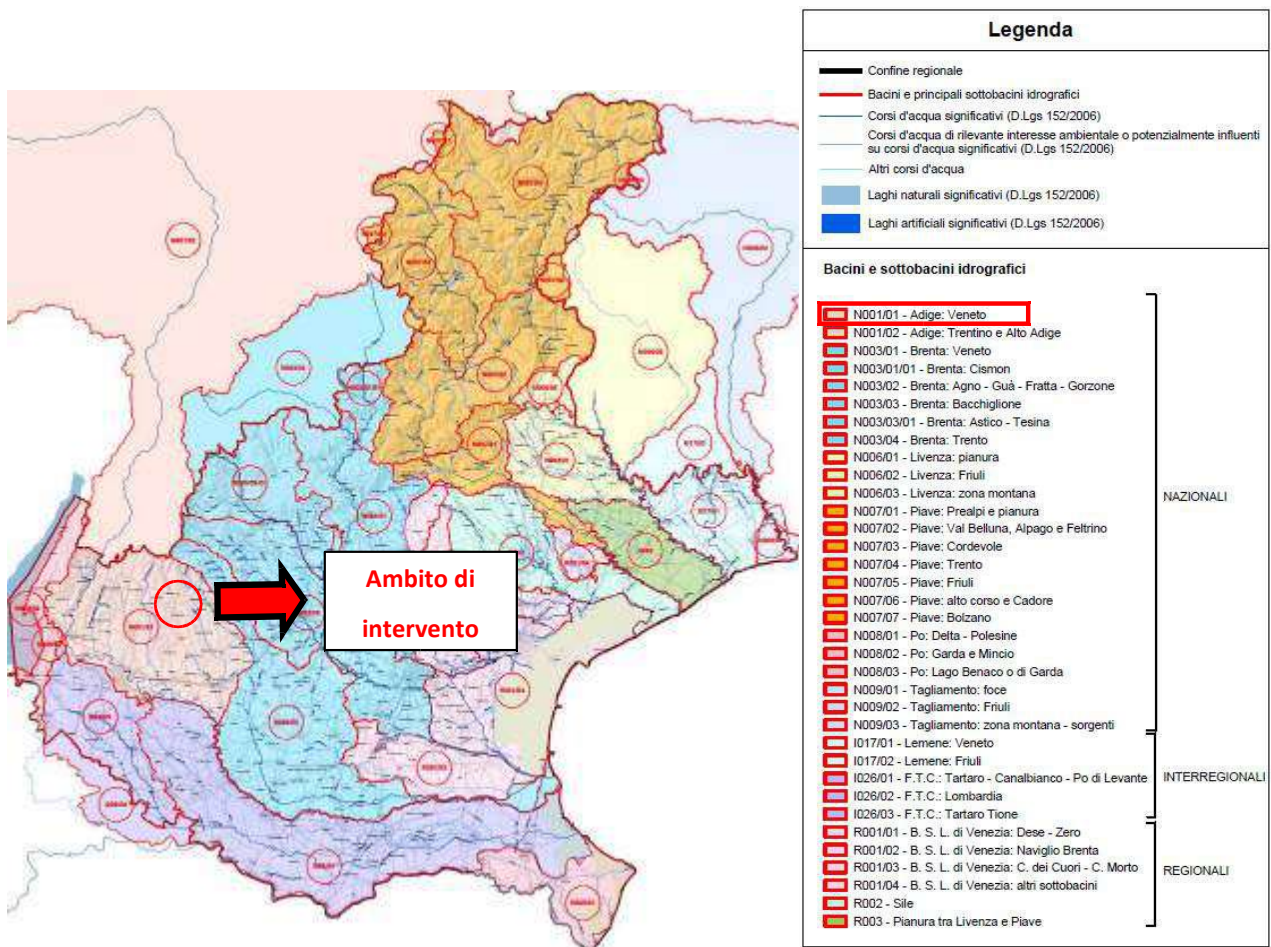 Legenda
Confine regionale
Bacini e principali sottobacini idrografici
Corsi d'acqua significativi (D.Lgs 152/2006)
Corsi d'acqua di rilevante interesse ambientale o potenzialmente influenti
su corsi d'acqua significativi (D.Lgs 152/2006)
Altri corsi d'acqua
Laghi naturali significativi (D.Lgs 152/2006)
Laghi artificiali significativi (D.Lgs 152/2006)
Bacini e sottobacini idrografici
N001/01 - Adige: Veneto
N001/02 - Adige: Trentino e Alto Adige
N003/01 - Brenta: Veneto
N003/01/01 - Brenta: Cismon
N003/02 - Brenta: Agno - Guà - Fratta - Gorzone
N003/03 - Brenta: Bacchiglione
N003/03/01 - Brenta: Astico - Tesina
N003/04 - Brenta: Trento
N006/01 - Livenza: pianura
N006/02 - Livenza: Friuli
N006/03 - Livenza: zona montana
N007/01 - Piave: Prealpi e pianura
N007/02 - Piave: Val Belluna, Alpago e Feltrino
N007/03 - Piave: Cordevole
N007/04 - Piave: Trento
N007/05 - Piave: Friuli
N007/06 - Piave: alto corso e Cadore
N007/07 - Piave: Bolzano
N008/01 - Po: Delta - Polesine
N008/02 - Po: Garda e Mincio
N008/03 - Po: Lago Benaco o di Garda
N009/01 - Tagliamento: foce
N009/02 - Tagliamento: Friuli
N009/03 - Tagliamento: zona montana - sorgenti
NAZIONALI
I017/01 - Lemene: Veneto
I017/02 - Lemene: Friuli
I026/01 - F.T.C.: Tartaro - Canalbianco - Po di Levante
I026/02 - F.T.C.: Lombardia
I026/03 - F.T.C.: Tartaro Tione
INTERREGIONALI
R001/01 - B. S. L. di Venezia: Dese - Zero
R001/02 - B. S. L. di Venezia: Naviglio Brenta
R001/03 - B. S. L. di Venezia: C. dei Cuori - C. Morto
R001/04 - B. S. L. di Venezia: altri sottobacini
R002 - Sile
R003 - Pianura tra Livenza e Piave
REGIONALI
Ambito di
intervento